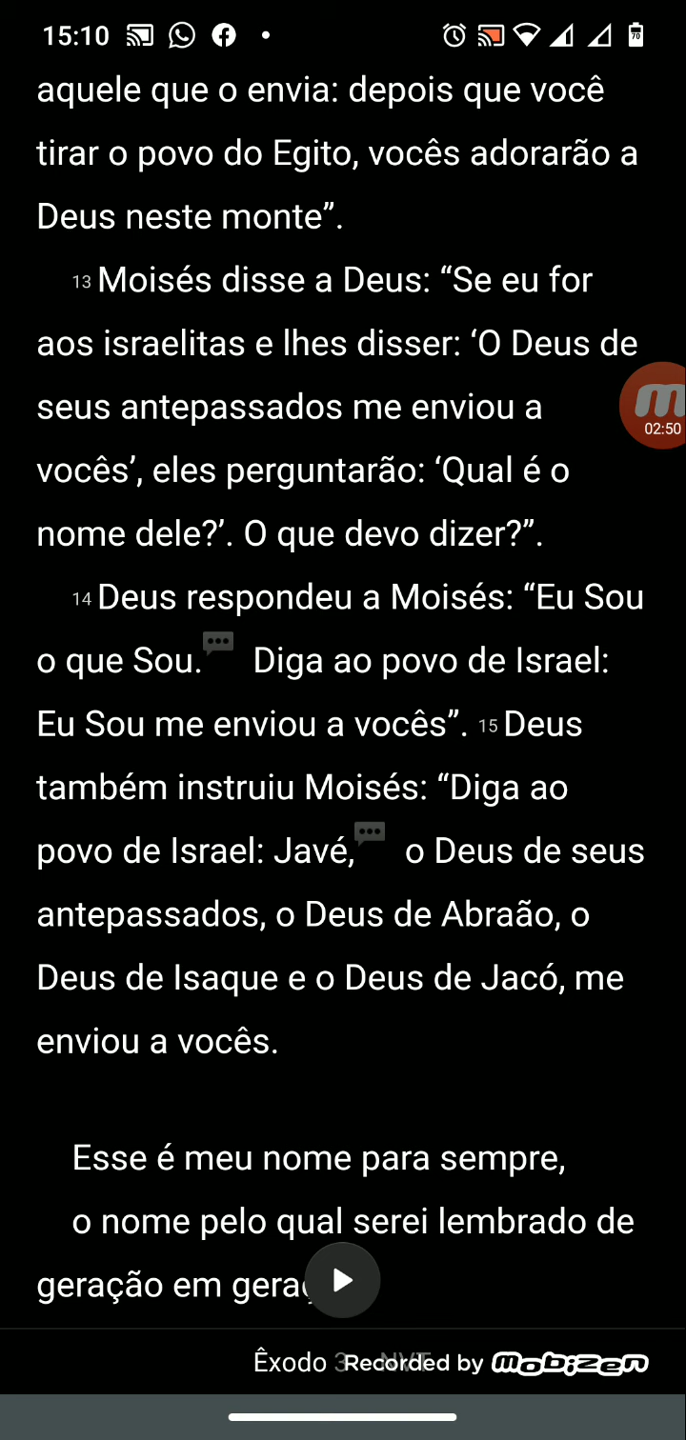 15:10
70
aquele que o envia: depois que você
tirar o povo do Egito, vocês adorarão a
Deus neste monte”.
13 Moisés disse a Deus: “Se eu for
aos israelitas e lhes disser: ‘O Deus de
seus antepassados me enviou a
02:50
vocês’, eles perguntarão: ‘Qual é o
nome dele?’. O que devo dizer?”.
14 Deus respondeu a Moisés: “Eu Sou
o que Sou. Diga ao povo de Israel:
Eu Sou me enviou a vocês”. 15 Deus
também instruiu Moisés: “Diga ao
povo de Israel: Javé, o Deus de seus
antepassados, o Deus de Abraão, o
Deus de Isaque e o Deus de Jacó, me
enviou a vocês.
Esse é meu nome para sempre,
o nome pelo qual serei lembrado de
geração em
Êxodo 3 NVT
Recorded by mobizen